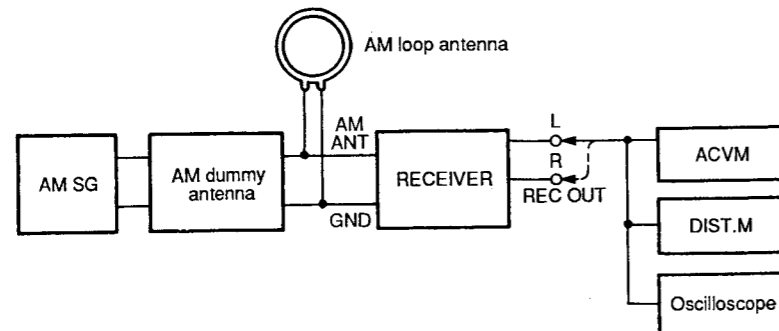 AM loop antenna
AM SG
AM dummy
antenna
AM
ANT
GND
RECEIVER
L
R
REC OUT
ACVM
DIST.M
Oscilloscope